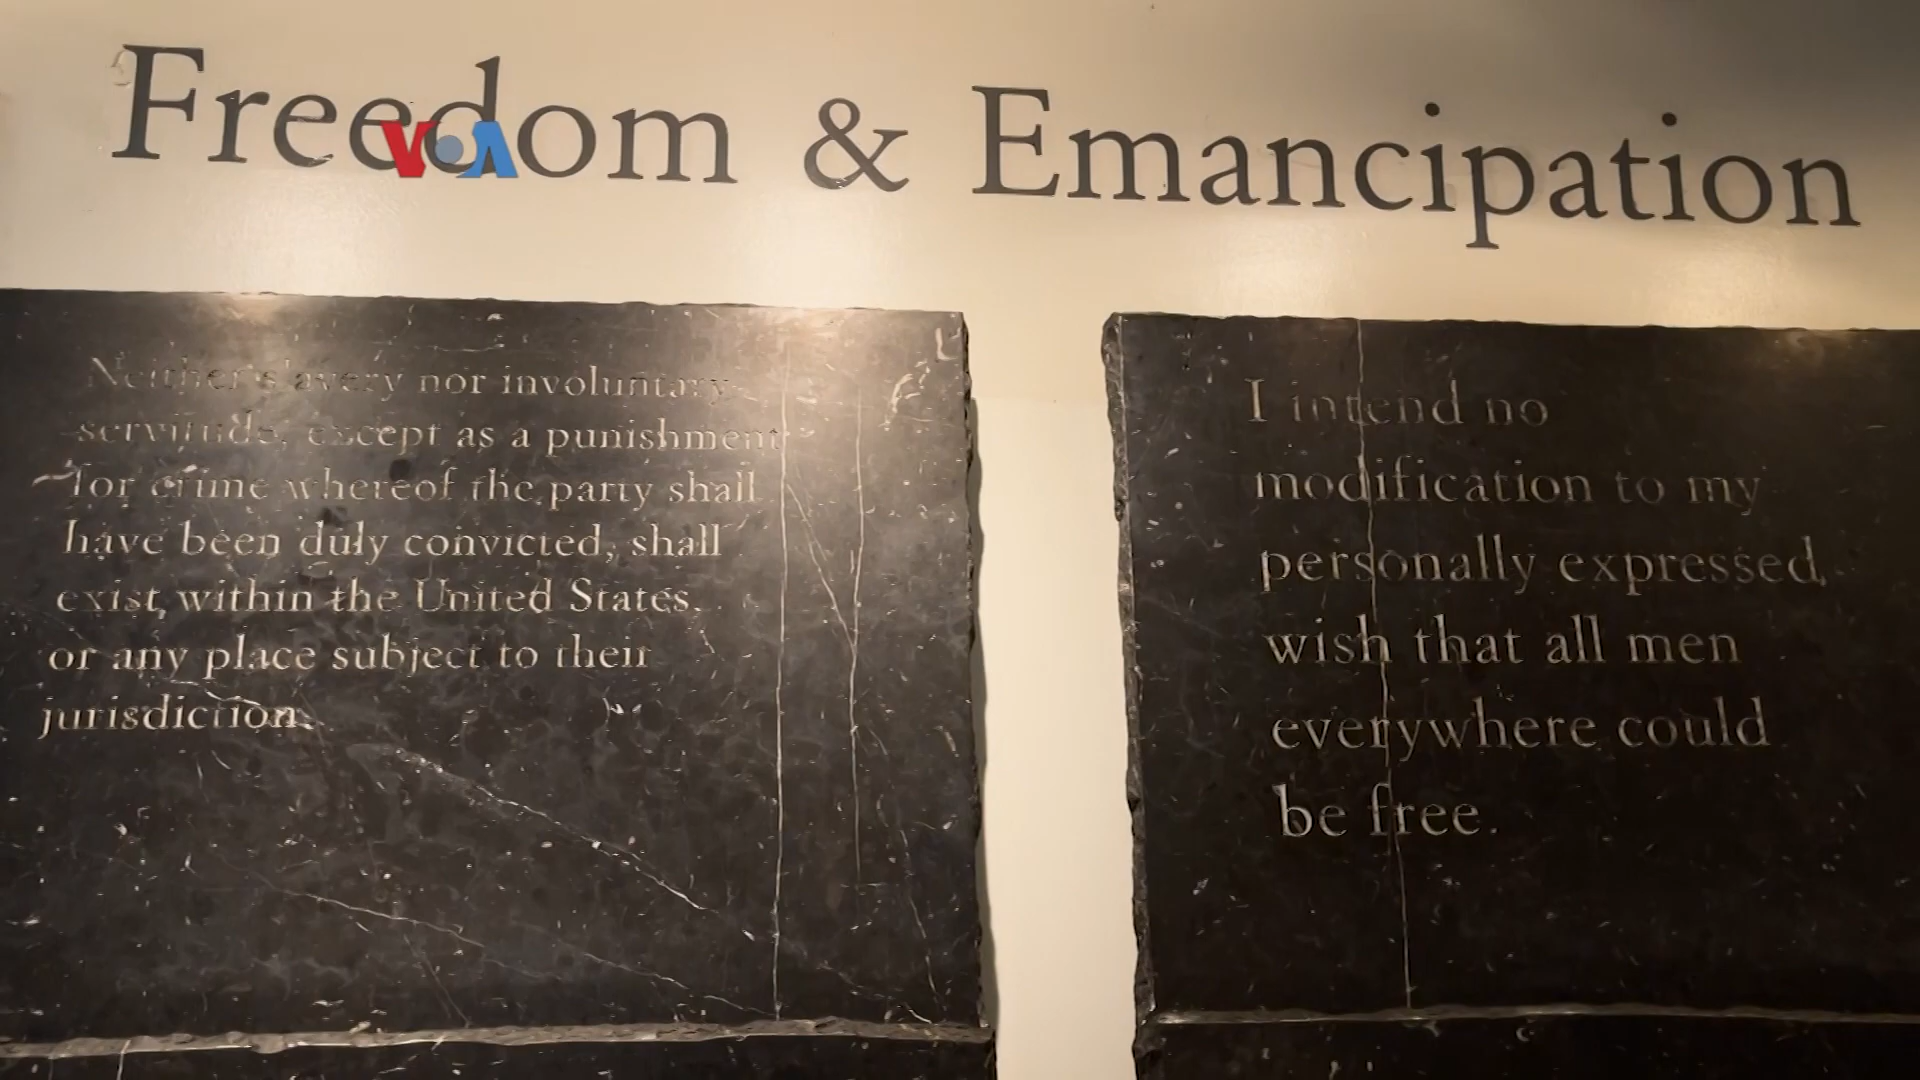 Freedom & Emancipation
VOA
Neither slavery nor involuntary
servitude, except as a punishment
for crime whereof the party shall
have been duly convicted, shall
exist within the United States,
or any place subject to their
jurisdiction.
I intend no
modification to my
personally expressed
wish that all men
everywhere could
be free.